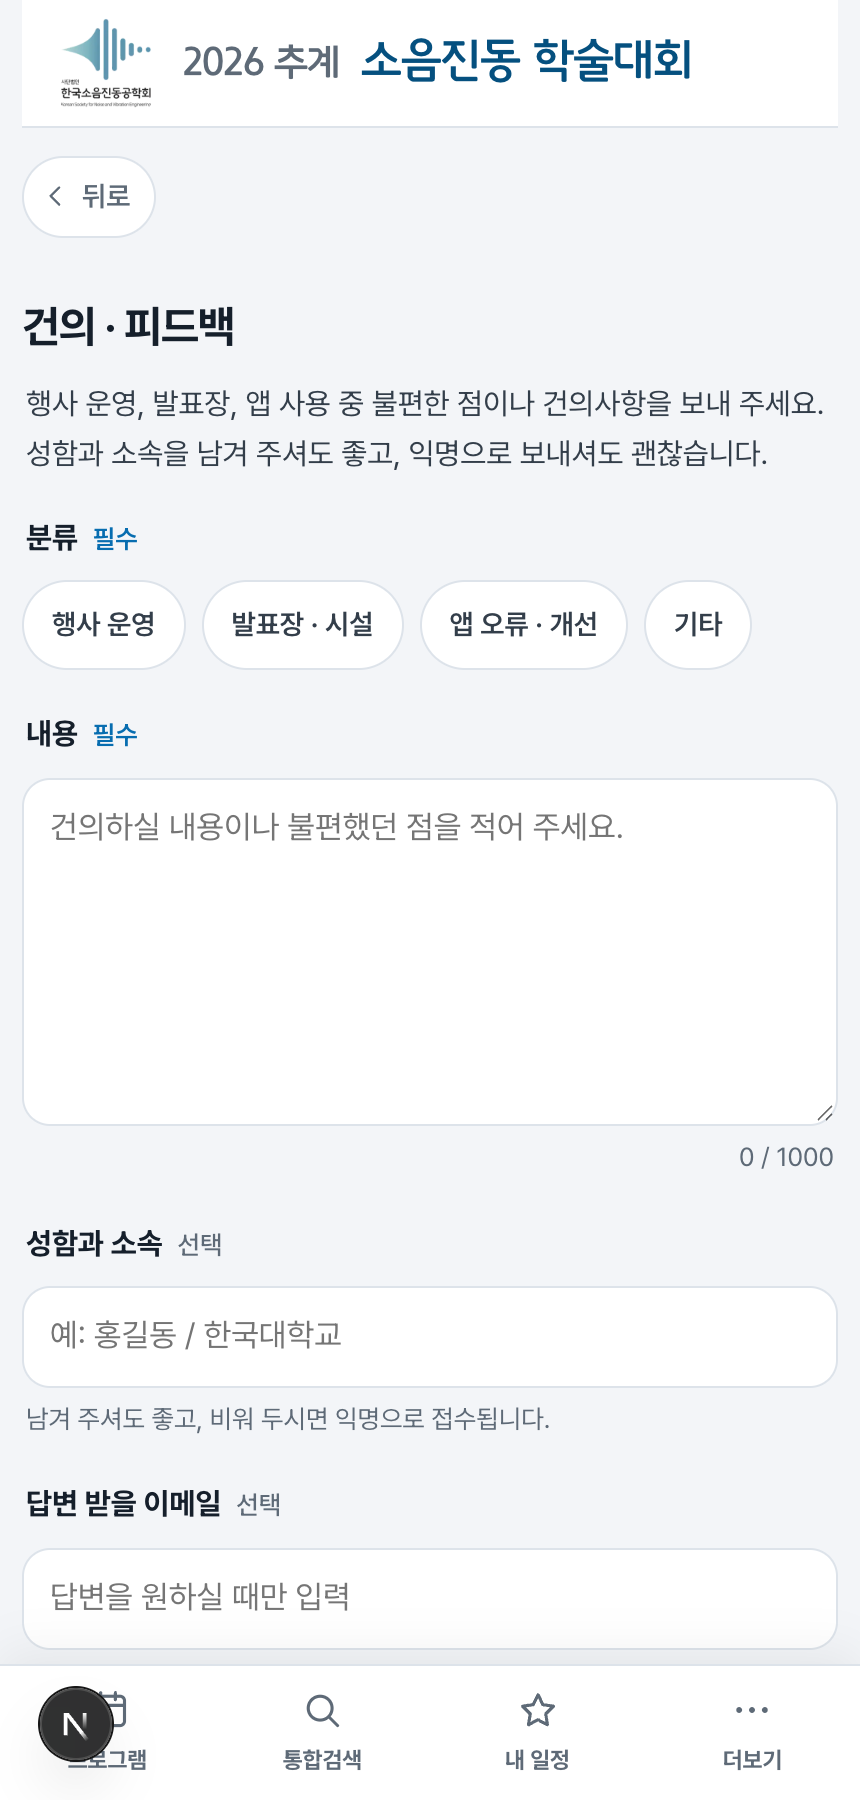 사단법인
한국소음진동공학회
Korean Society for Noise and Vibration Engineering
2026 추계 소음진동 학술대회
뒤로
건의 · 피드백
행사 운영, 발표장, 앱 사용 중 불편한 점이나 건의사항을 보내 주세요.
성함과 소속을 남겨 주셔도 좋고, 익명으로 보내셔도 괜찮습니다.
분류 필수
행사 운영 발표장 · 시설 앱 오류 · 개선 기타
내용 필수
건의하실 내용이나 불편했던 점을 적어 주세요.
0 / 1000
성함과 소속 선택
예: 홍길동 / 한국대학교
남겨 주셔도 좋고, 비워 두시면 익명으로 접수됩니다.
답변 받을 이메일 선택
답변을 원하실 때만 입력
N
프로그램 통합검색 내 일정 더보기